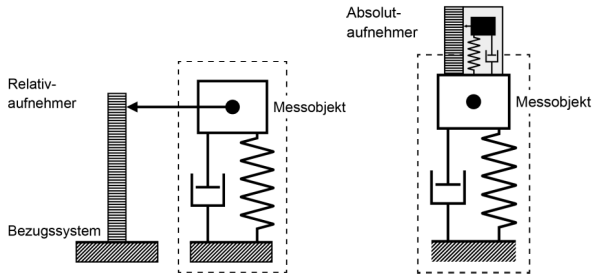 Relativ-
aufnehmer
Messobjekt
Bezugssystem
Absolut-
aufnehmer
Messobjekt